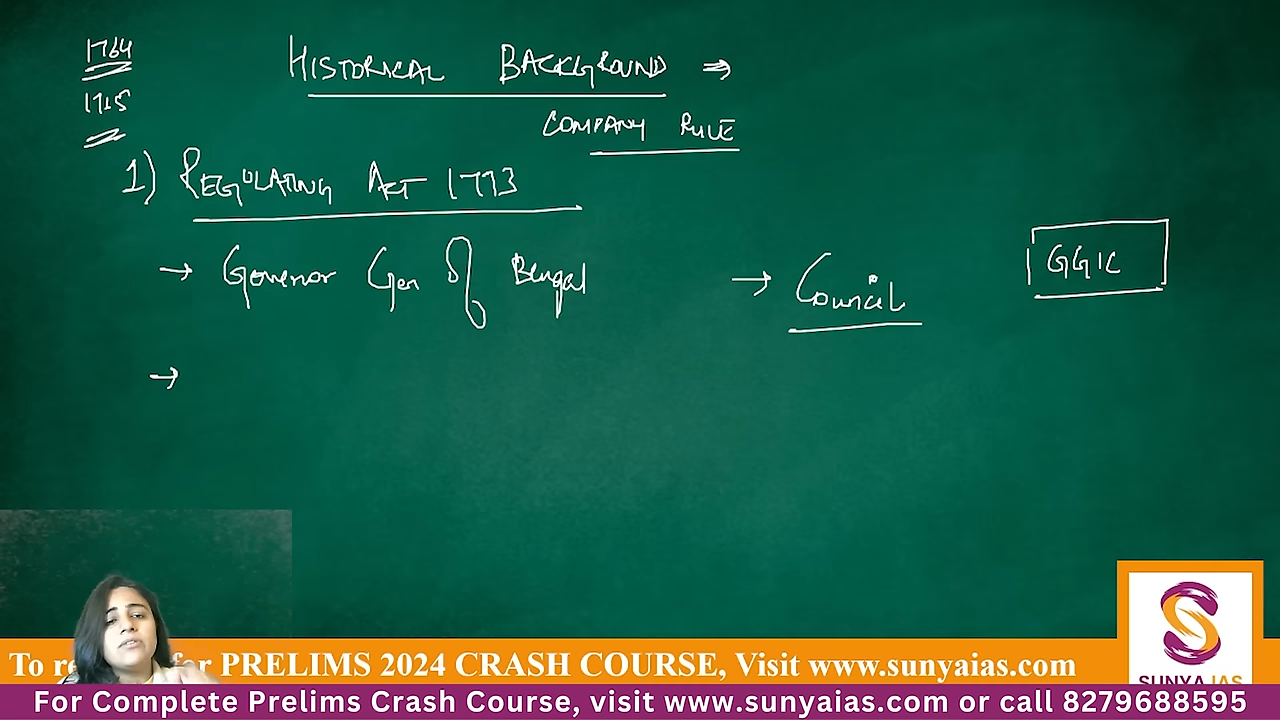 1764
HISTORICAL BACKGROUND ⇒
1765
COMPANY RULE
1) REGULATING ACT 1773
→ Governor Gen of Bengal → Council
GGIC
→
To re for PRELIMS 2024 CRASH COURSE, Visit www.sunyaias.com
SUNYA IAS
For Complete Prelims Crash Course, visit www.sunyaias.com or call 8279688595